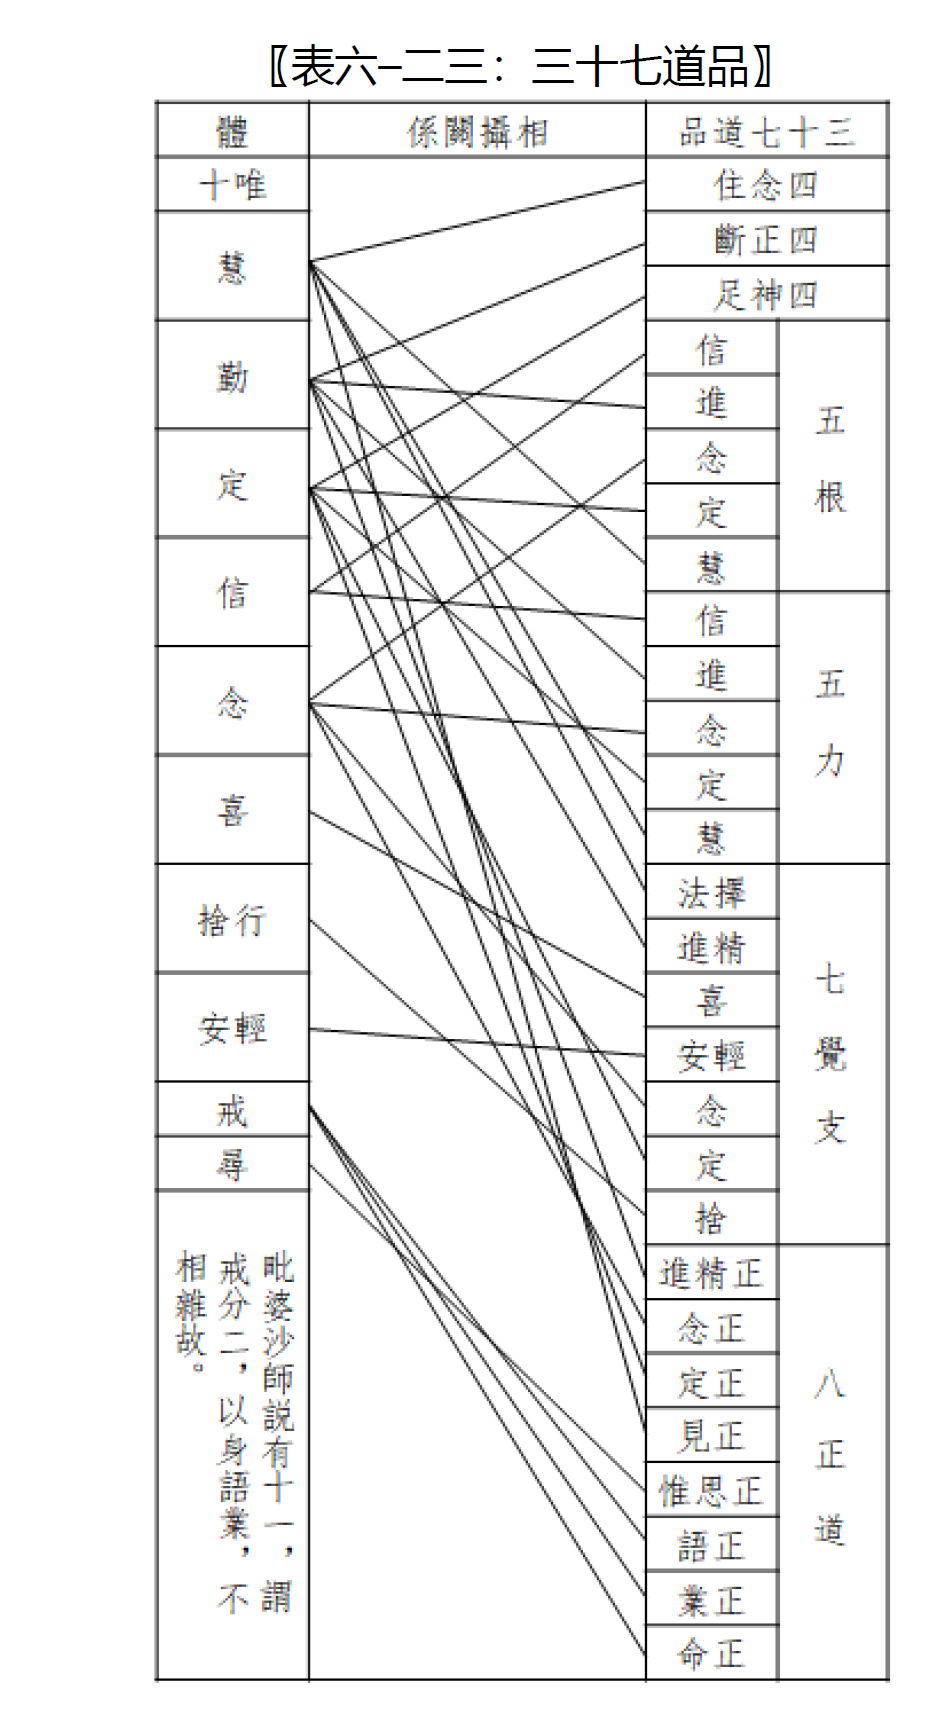 〖表六–二三：三十七道品〗
三十七道品
相攝關係
體
四念住
四正斷
四神足
五根
信
進
念
定
慧
五力
信
進
念
定
慧
七覺支
擇法
精進
喜
輕安
念
定
捨
八正道
正精進
正念
正定
正見
正思惟
正語
正業
正命
唯十
慧
勤
定
信
念
喜
行捨
輕安
戒
尋
毗婆沙師説有十一，謂
戒分二，以身語業，不
相雜故。